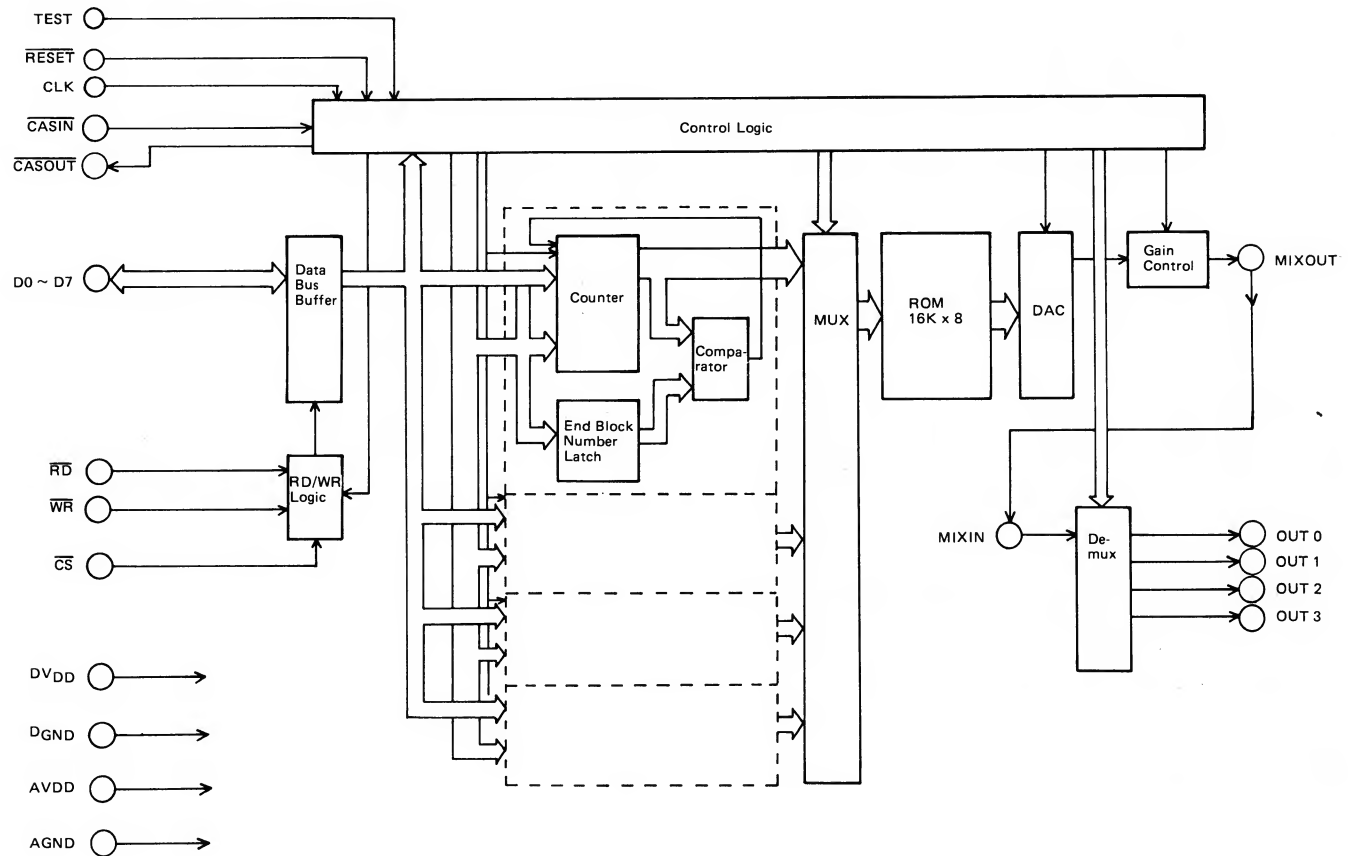 TEST
RESET
CLK
CASIN
CASOUT
Control Logic
D0 ~ D7
Data
Bus
Buffer
Counter
Compa-
rator
End Block
Number
Latch
MUX
ROM
16K x 8
DAC
Gain
Control
MIXOUT
RD
WR
CS
RD/WR
Logic
MIXIN
De-
mux
OUT 0
OUT 1
OUT 2
OUT 3
DVDD
DGND
AVDD
AGND